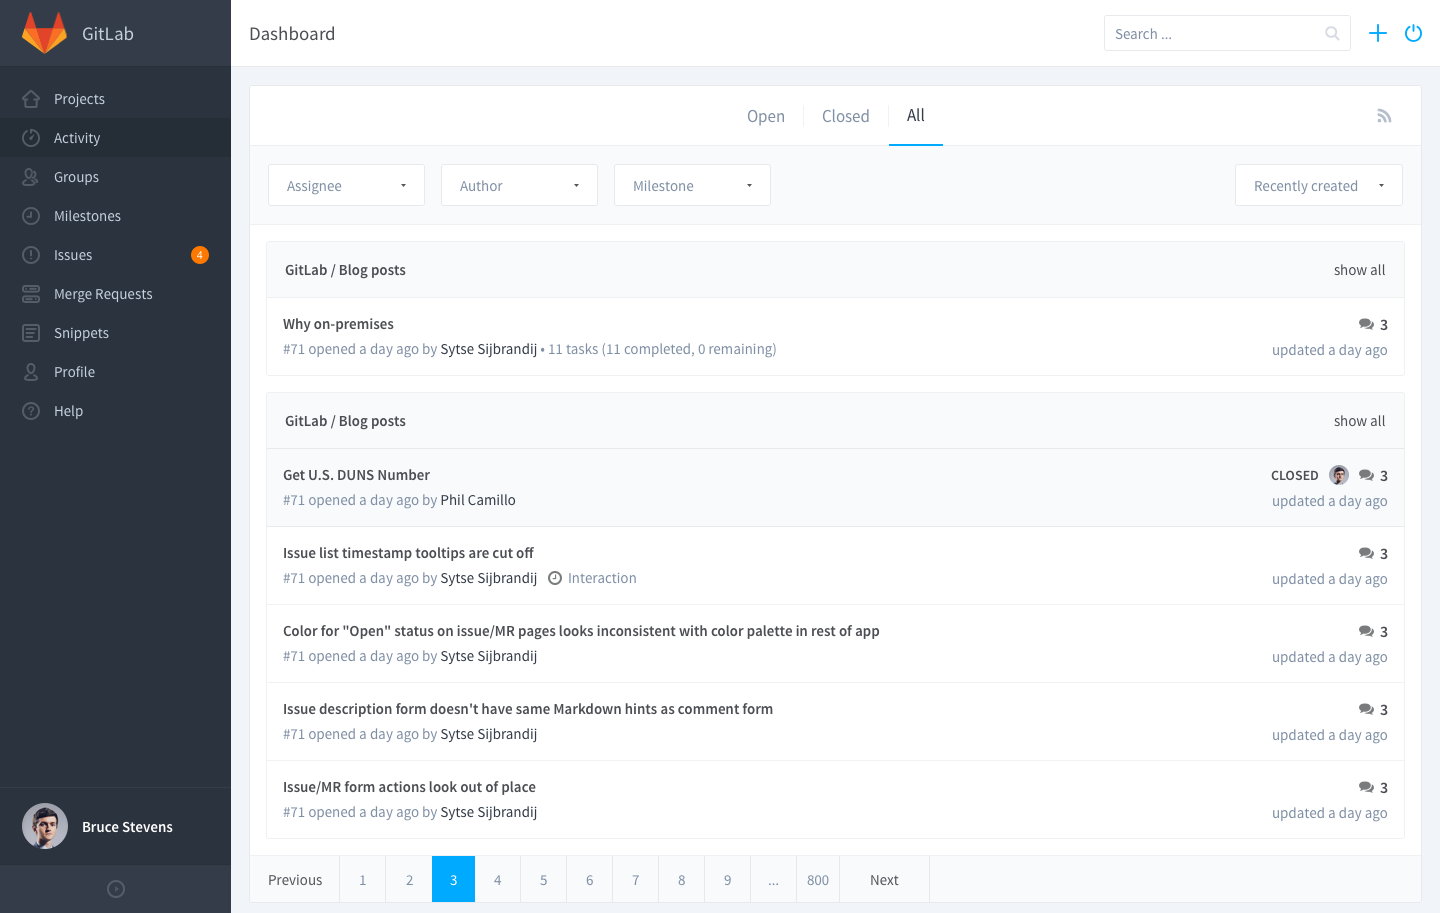 GitLab
Dashboard
Search ...
Projects
Activity
Groups
Milestones
Issues
4
Merge Requests
Snippets
Profile
Help
Bruce Stevens
Open
Closed
All
Assignee
Author
Milestone
Recently created
GitLab / Blog posts
show all
Why on-premises
3
#71 opened a day ago by Sytse Sijbrandij • 11 tasks (11 completed, 0 remaining)
updated a day ago
GitLab / Blog posts
show all
Get U.S. DUNS Number
CLOSED
3
#71 opened a day ago by Phil Camillo
updated a day ago
Issue list timestamp tooltips are cut off
3
#71 opened a day ago by Sytse Sijbrandij Interaction
updated a day ago
Color for "Open" status on issue/MR pages looks inconsistent with color palette in rest of app
3
#71 opened a day ago by Sytse Sijbrandij
updated a day ago
Issue description form doesn't have same Markdown hints as comment form
3
#71 opened a day ago by Sytse Sijbrandij
updated a day ago
Issue/MR form actions look out of place
3
#71 opened a day ago by Sytse Sijbrandij
updated a day ago
Previous 1 2 3 4 5 6 7 8 9 ... 800 Next